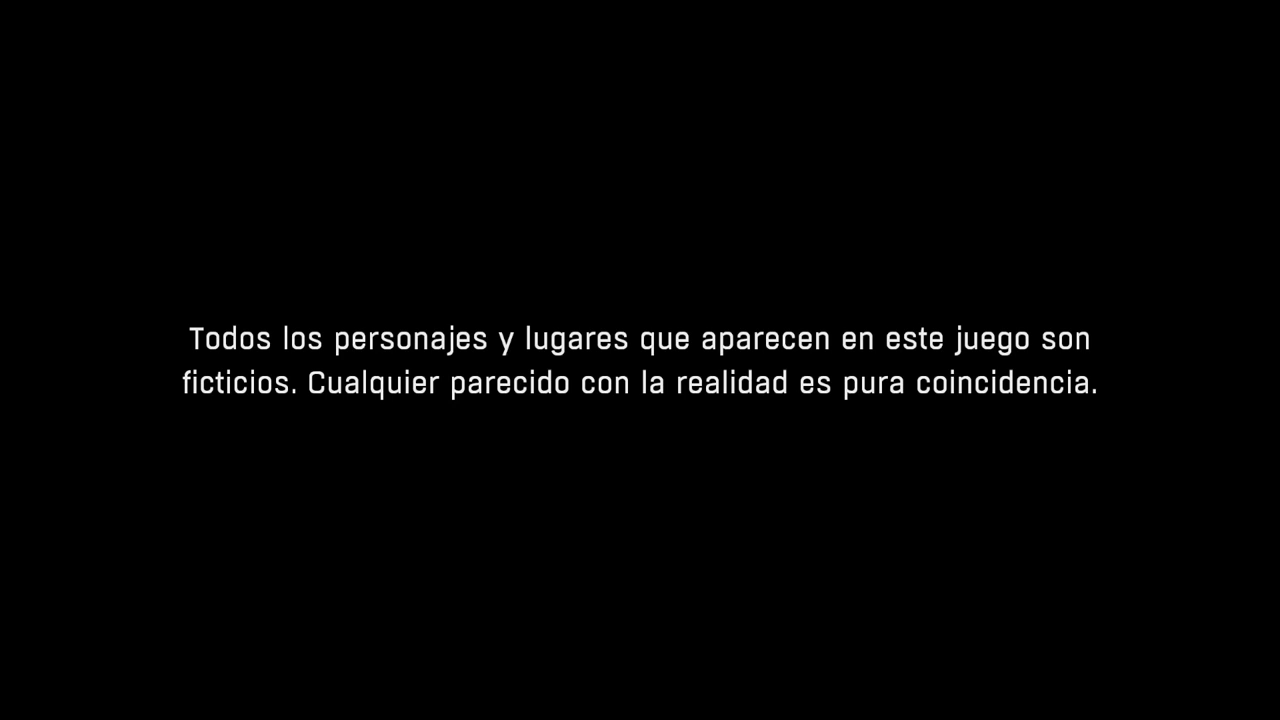 Todos los personajes y lugares que aparecen en este juego son
ficticios. Cualquier parecido con la realidad es pura coincidencia.